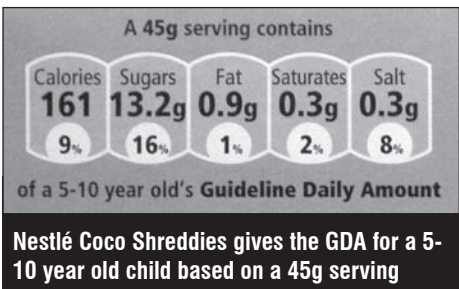 A 45g serving contains
Calories Sugars Fat Saturates Salt
161 13.2g 0.9g 0.3g 0.3g
9% 16% 1% 2% 8%
of a 5-10 year old's Guideline Daily Amount
Nestlé Coco Shreddies gives the GDA for a 5-
10 year old child based on a 45g serving